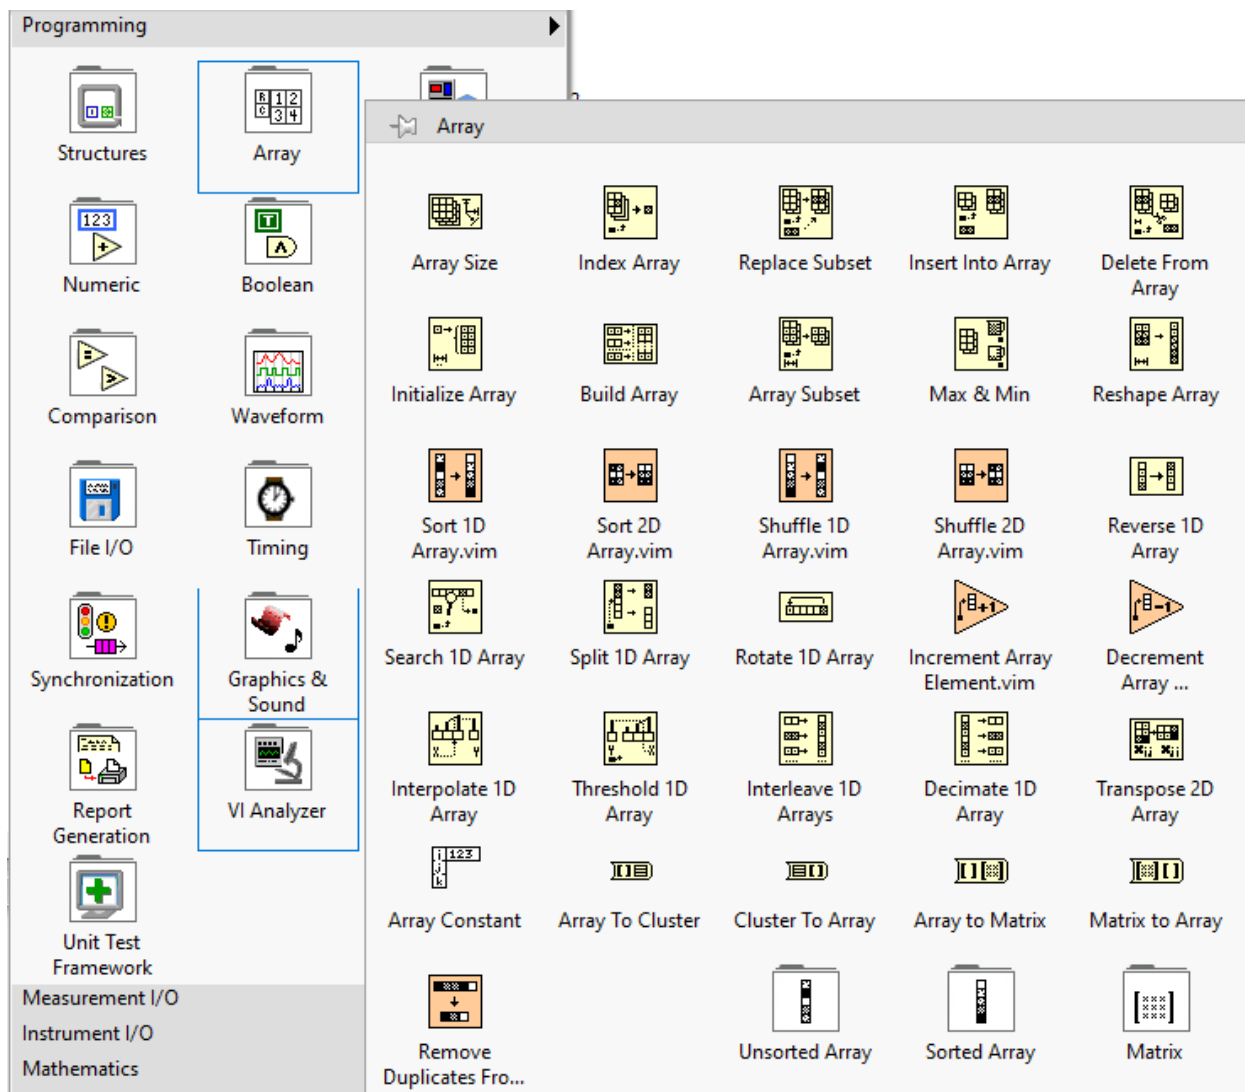 Programming
Structures
Array
Numeric
Boolean
Comparison
Waveform
File I/O
Timing
Synchronization
Graphics &
Sound
Report
Generation
VI Analyzer
Unit Test
Framework
Measurement I/O
Instrument I/O
Mathematics
Array
Array Size
Index Array
Replace Subset
Insert Into Array
Delete From
Array
Initialize Array
Build Array
Array Subset
Max & Min
Reshape Array
Sort 1D
Array.vim
Sort 2D
Array.vim
Shuffle 1D
Array.vim
Shuffle 2D
Array.vim
Reverse 1D
Array
Search 1D Array
Split 1D Array
Rotate 1D Array
Increment Array
Element.vim
Decrement
Array ...
Interpolate 1D
Array
Threshold 1D
Array
Interleave 1D
Arrays
Decimate 1D
Array
Transpose 2D
Array
Array Constant
Array To Cluster
Cluster To Array
Array to Matrix
Matrix to Array
Remove
Duplicates Fro...
Unsorted Array
Sorted Array
Matrix